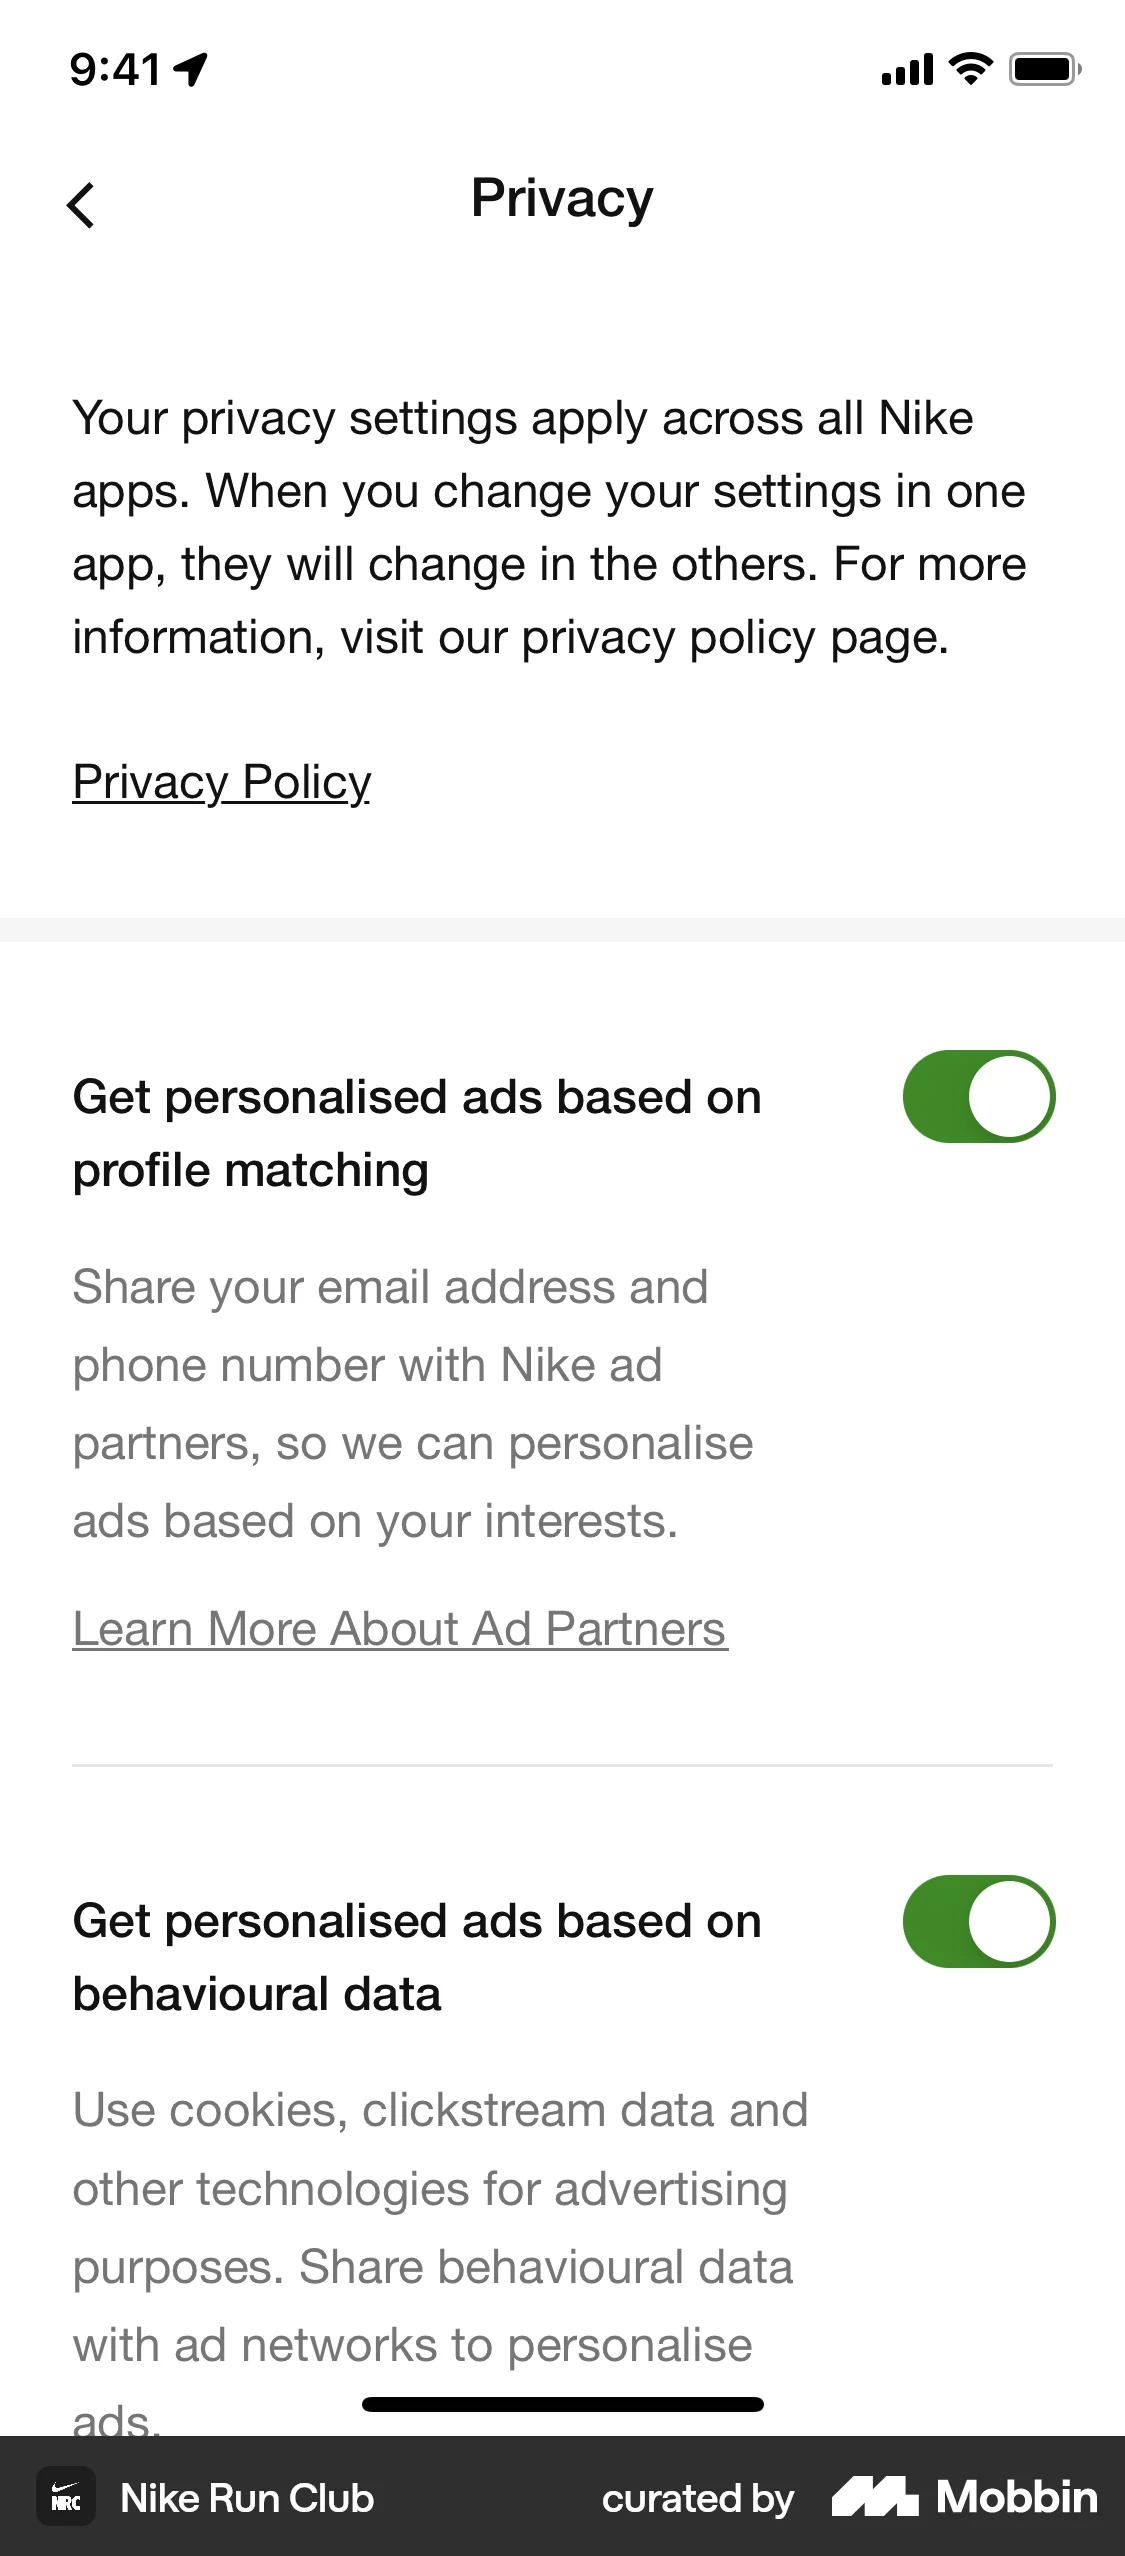 9:41
Privacy
Your privacy settings apply across all Nike
apps. When you change your settings in one
app, they will change in the others. For more
information, visit our privacy policy page.
Privacy Policy
Get personalised ads based on
profile matching
Share your email address and
phone number with Nike ad
partners, so we can personalise
ads based on your interests.
Learn More About Ad Partners
Get personalised ads based on
behavioural data
Use cookies, clickstream data and
other technologies for advertising
purposes. Share behavioural data
with ad networks to personalise
ads.
NRC
Nike Run Club
curated by
Mobbin